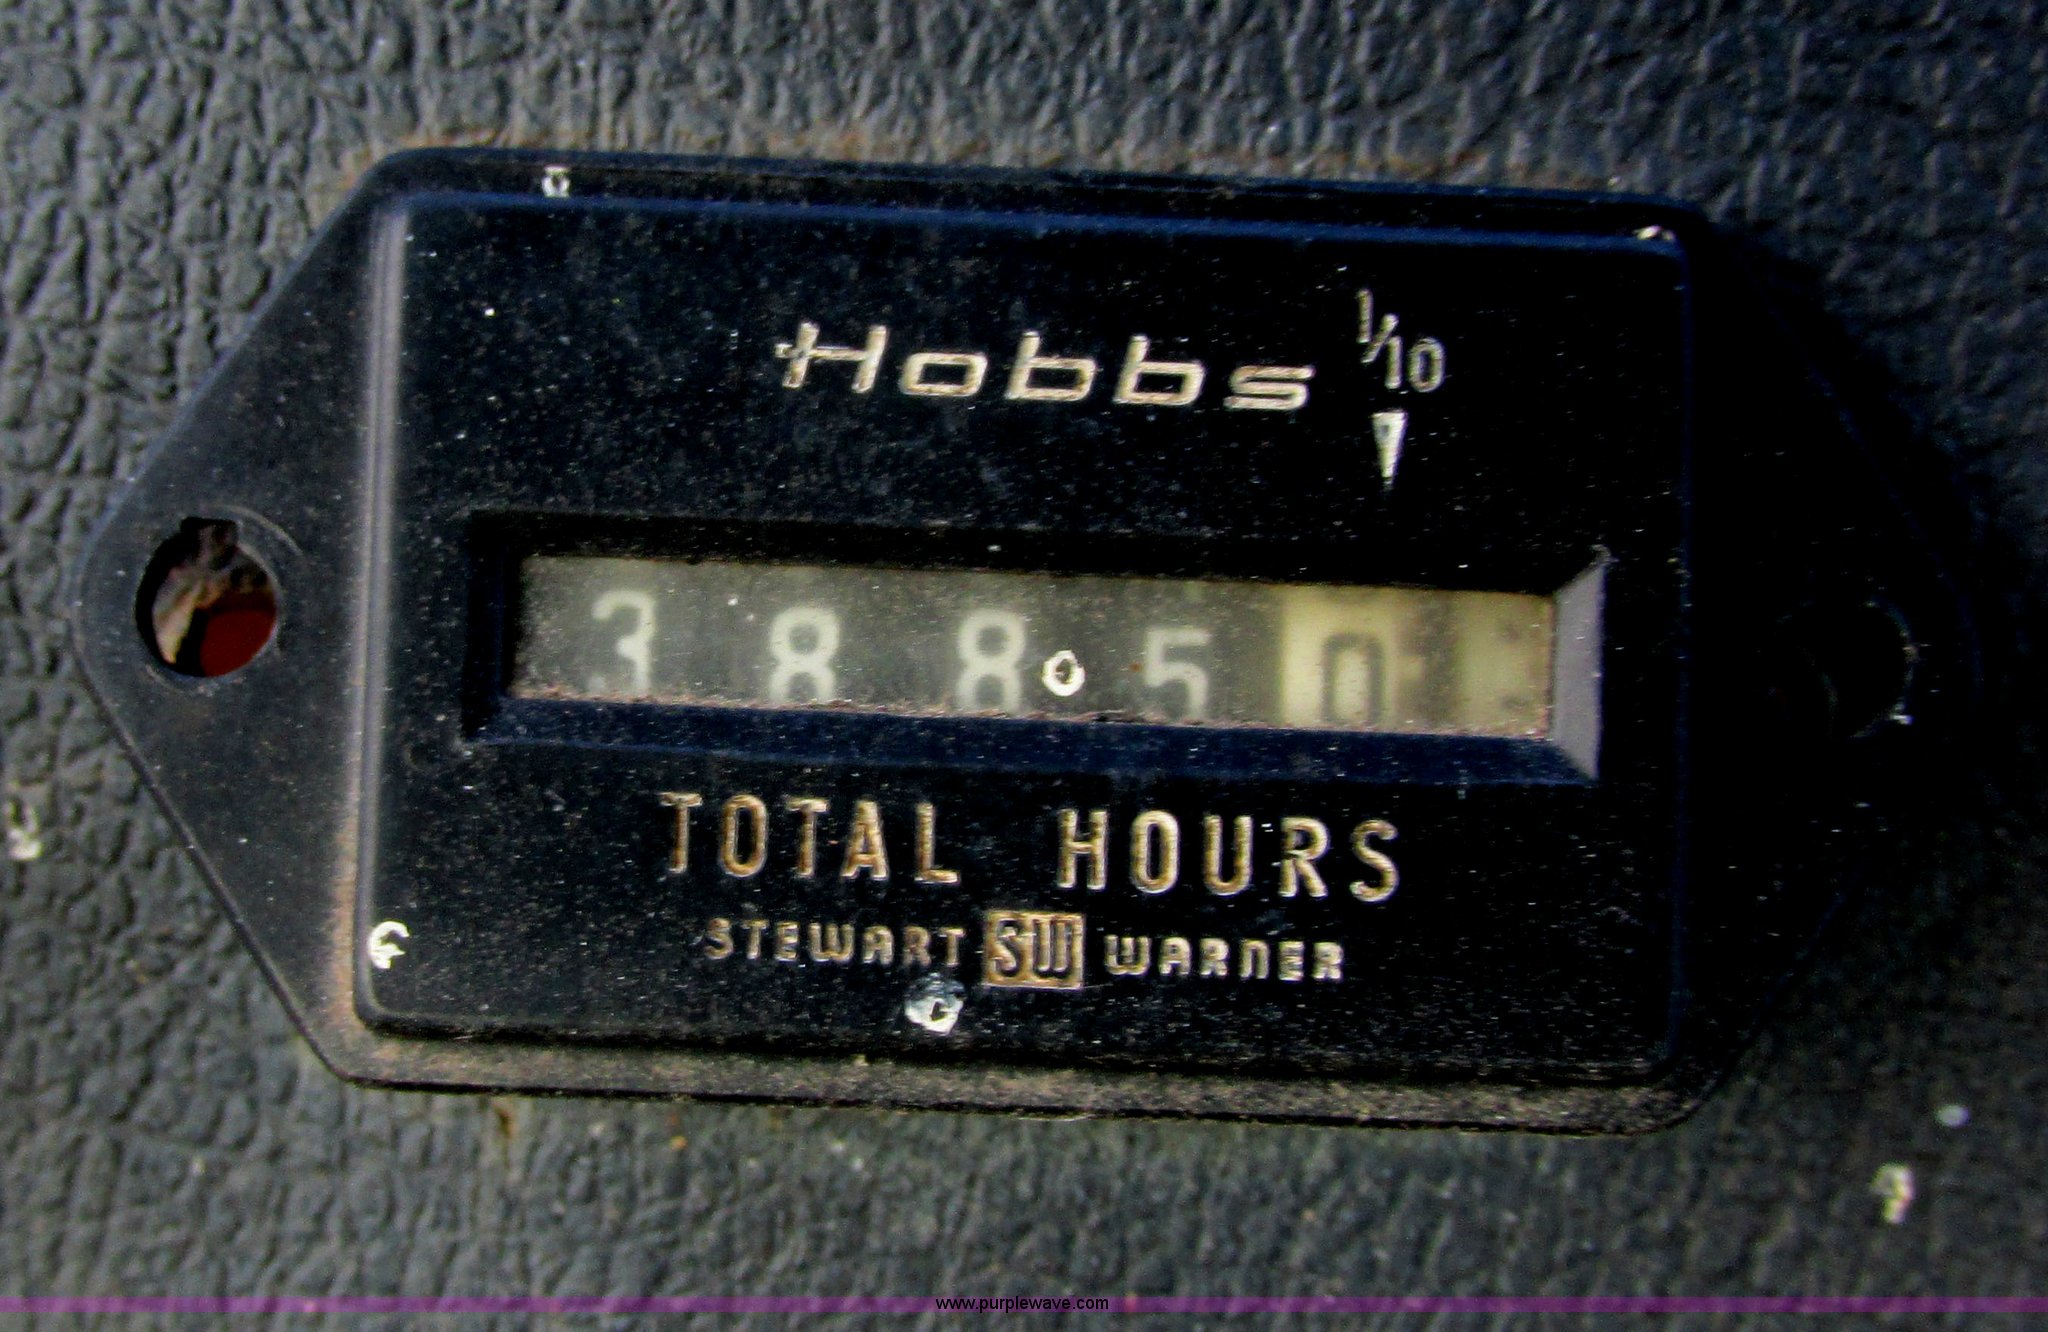 Hobbs 1/10
38850
TOTAL HOURS
STEWART SW WARNER
www.purplewave.com